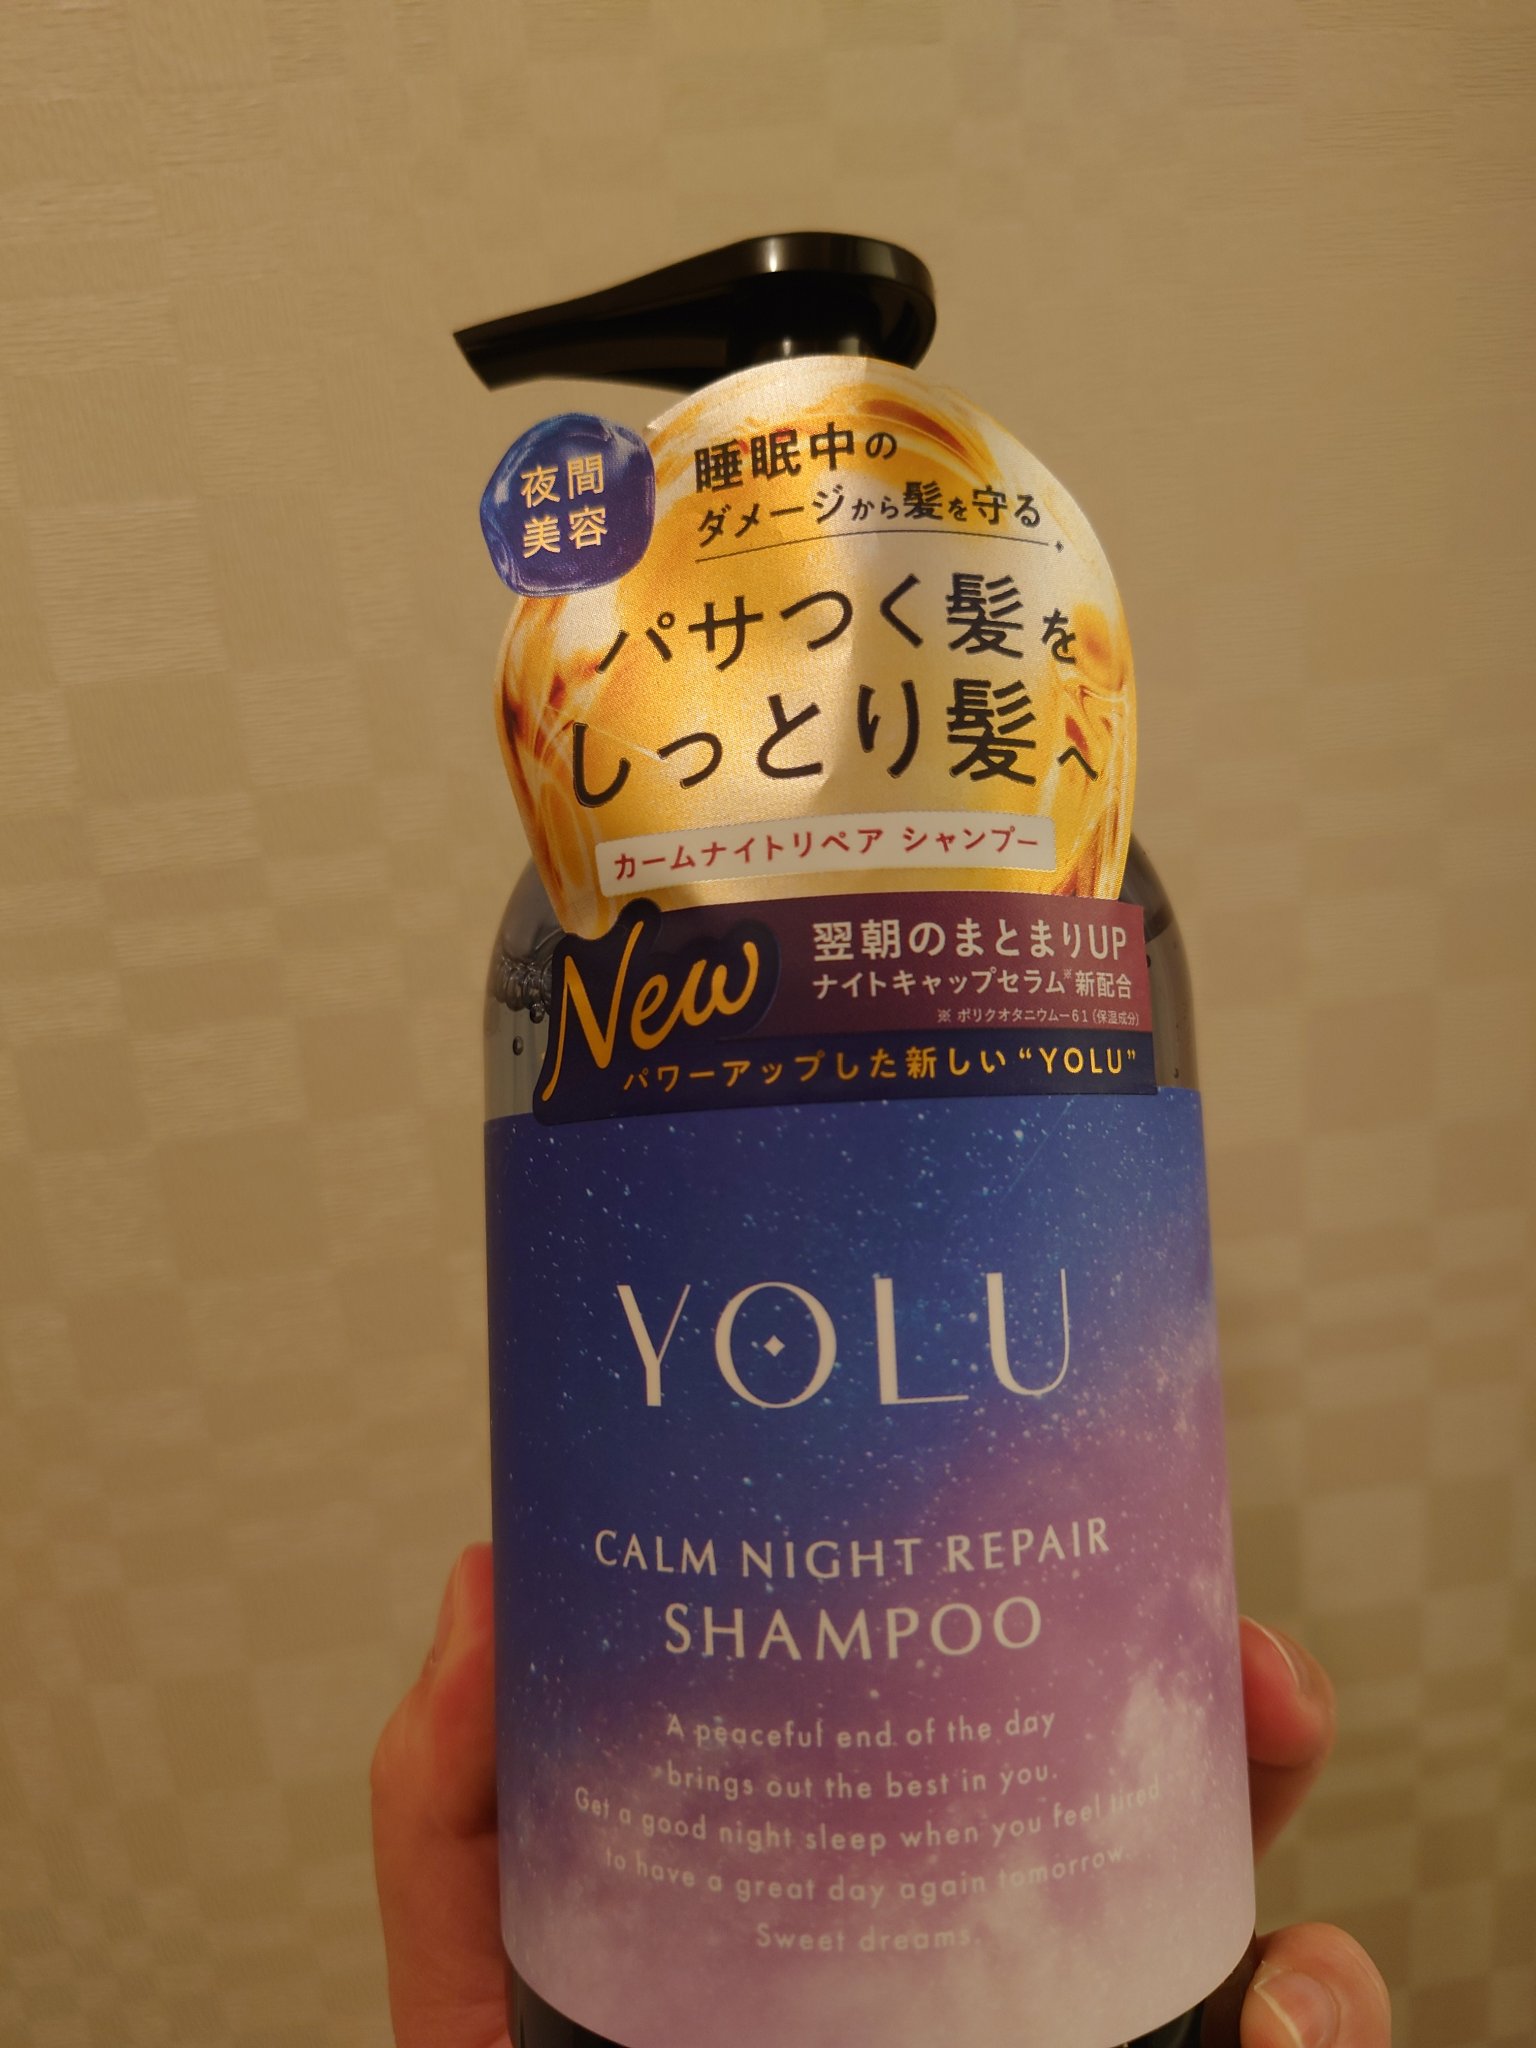 夜間
美容
睡眠中の
ダメージから髪を守る
パサつく髪を
しっとり髪へ
カームナイトリペア シャンプー
New
翌朝のまとまりUP
ナイトキャップセラム※新配合
※ ポリクオタニウム－61(保湿成分)
パワーアップした新しい“YOLU”
YOLU
CALM NIGHT REPAIR
SHAMPOO
A peaceful end of the day
brings out the best in you.
Get a good night sleep when you feel tired
to have a great day again tomorrow.
Sweet dreams.